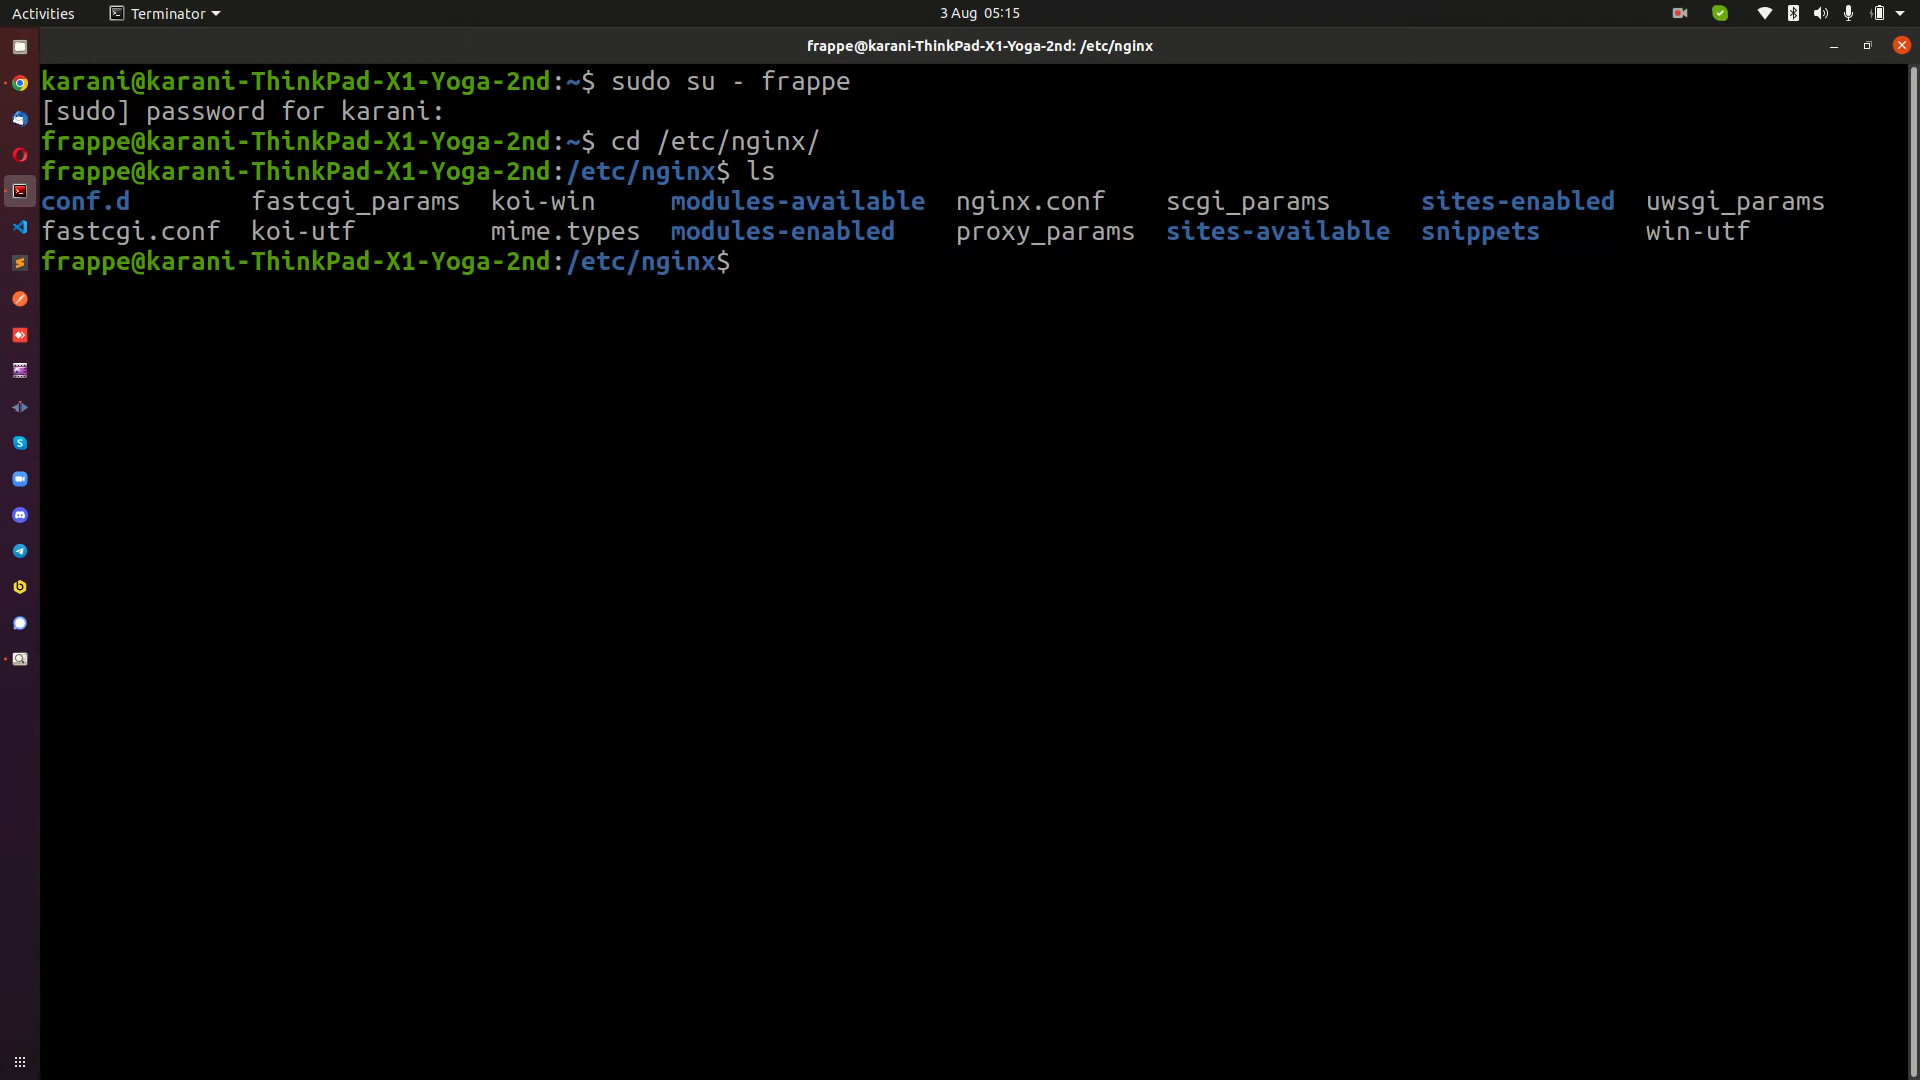 Activities Terminator 3 Aug 05:15
frappe@karani-ThinkPad-X1-Yoga-2nd: /etc/nginx
karani@karani-ThinkPad-X1-Yoga-2nd:~$ sudo su - frappe
[sudo] password for karani:
frappe@karani-ThinkPad-X1-Yoga-2nd:~$ cd /etc/nginx/
frappe@karani-ThinkPad-X1-Yoga-2nd:/etc/nginx$ ls
conf.d fastcgi_params koi-win modules-available nginx.conf scgi_params sites-enabled uwsgi_params
fastcgi.conf koi-utf mime.types modules-enabled proxy_params sites-available snippets win-utf
frappe@karani-ThinkPad-X1-Yoga-2nd:/etc/nginx$